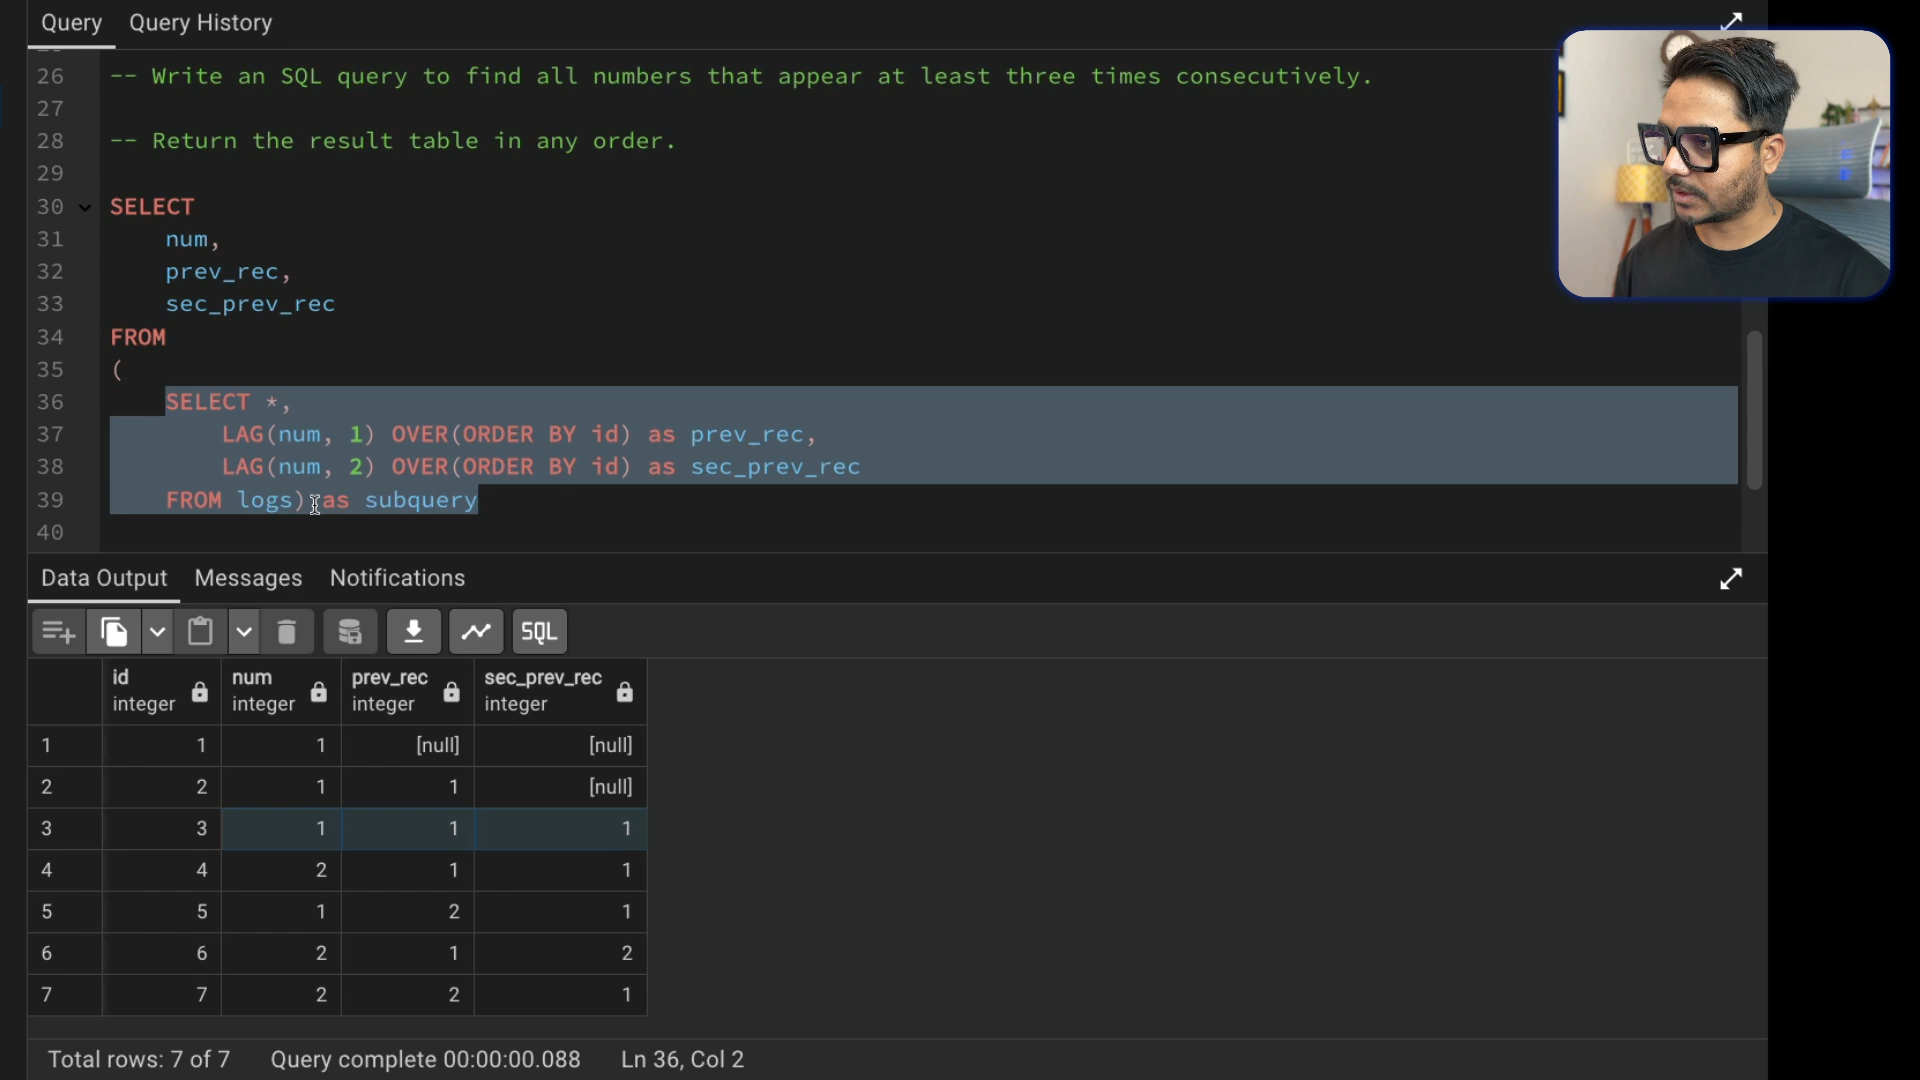 Query Query History
26 -- Write an SQL query to find all numbers that appear at least three times consecutively.
27
28 -- Return the result table in any order.
29
30 SELECT
31 num,
32 prev_rec,
33 sec_prev_rec
34 FROM
35 (
36 SELECT *,
37 LAG(num, 1) OVER(ORDER BY id) as prev_rec,
38 LAG(num, 2) OVER(ORDER BY id) as sec_prev_rec
39 FROM logs) as subquery
40
Data Output Messages Notifications
SQL
id num prev_rec sec_prev_rec
integer integer integer integer
1 1 1 [null] [null]
2 2 1 1 [null]
3 3 1 1 1
4 4 2 1 1
5 5 1 2 1
6 6 2 1 2
7 7 2 2 1
Total rows: 7 of 7 Query complete 00:00:00.088 Ln 36, Col 2